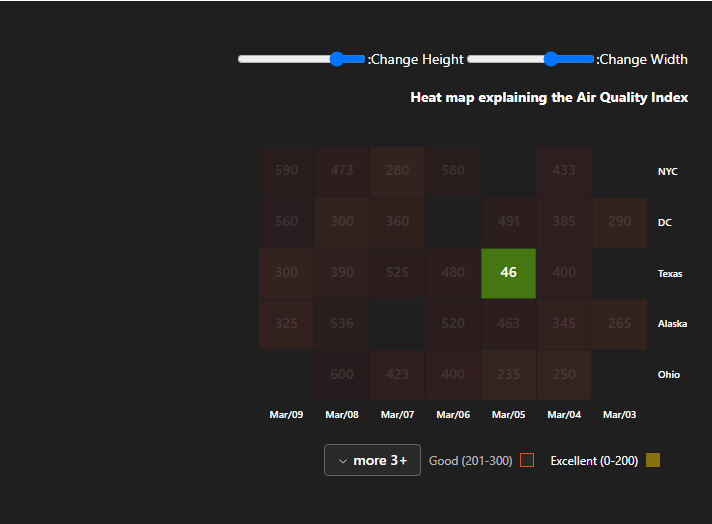 :Change Height :Change Width
Heat map explaining the Air Quality Index
590 473 280 580 433 NYC
560 300 360 491 385 290 DC
300 390 525 480 46 400 Texas
325 536 520 463 345 265 Alaska
600 423 400 235 250 Ohio
Mar/09 Mar/08 Mar/07 Mar/06 Mar/05 Mar/04 Mar/03
more 3+ Good (201-300) Excellent (0-200)